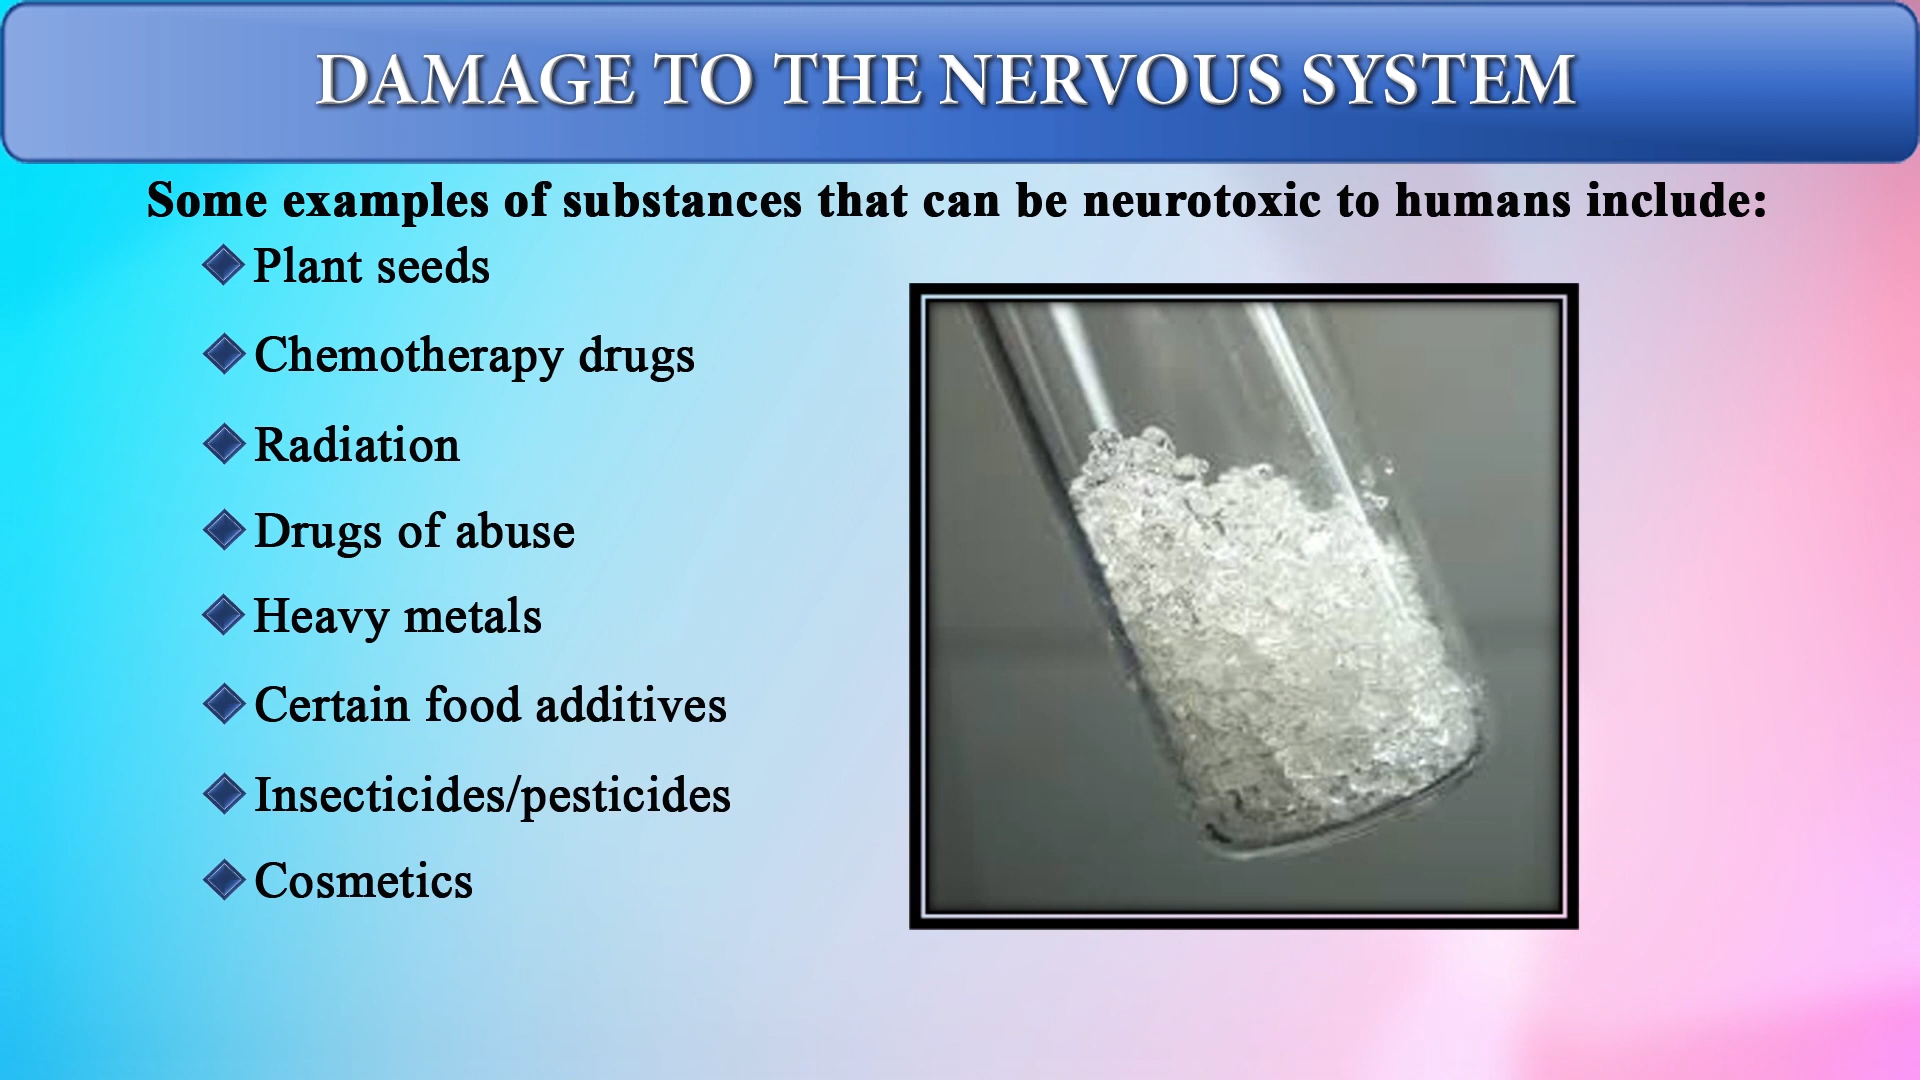 DAMAGE TO THE NERVOUS SYSTEM
Some examples of substances that can be neurotoxic to humans include:
Plant seeds
Chemotherapy drugs
Radiation
Drugs of abuse
Heavy metals
Certain food additives
Insecticides/pesticides
Cosmetics